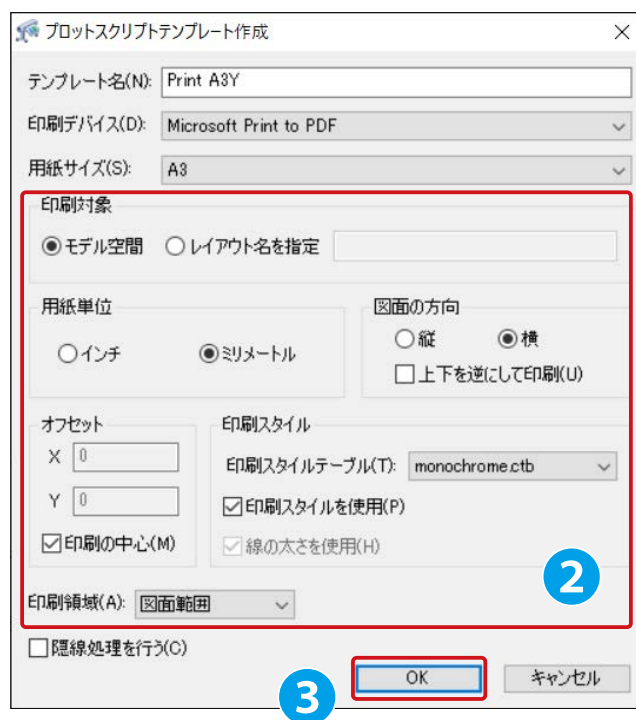 プロットスクリプトテンプレート作成
テンプレート名(N): Print A3Y
印刷デバイス(D): Microsoft Print to PDF
用紙サイズ(S): A3
印刷対象
モデル空間 レイアウト名を指定
用紙単位 図面の方向
インチ ミリメートル 縦 横
上下を逆にして印刷(U)
オフセット 印刷スタイル
X 0
印刷スタイルテーブル(T): monochrome.ctb
Y 0 印刷スタイルを使用(P)
印刷の中心(M) 線の太さを使用(H)
2
印刷領域(A): 図面範囲
隠線処理を行う(C)
3 OK キャンセル